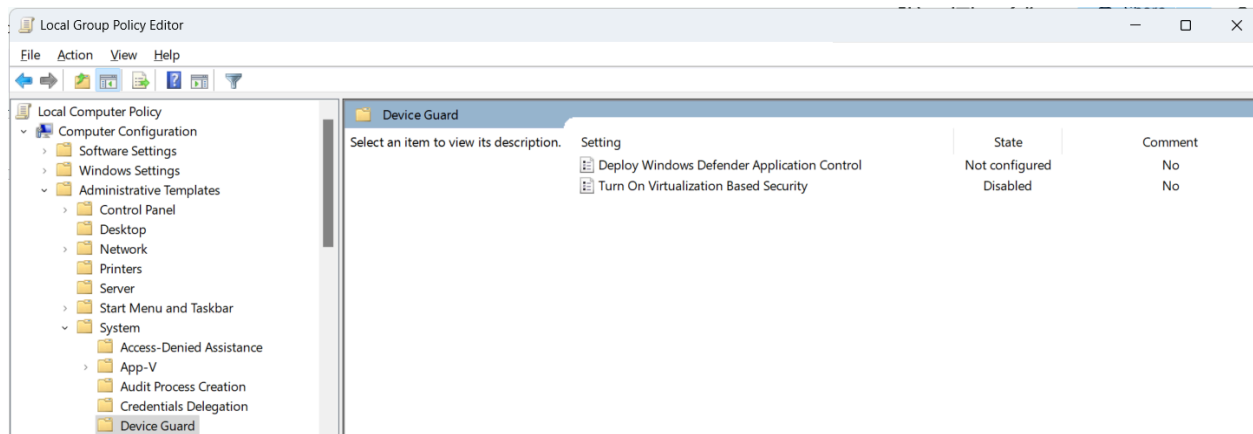 Local Group Policy Editor
File Action View Help
Local Computer Policy
Computer Configuration
Software Settings
Windows Settings
Administrative Templates
Control Panel
Desktop
Network
Printers
Server
Start Menu and Taskbar
System
Access-Denied Assistance
App-V
Audit Process Creation
Credentials Delegation
Device Guard
Device Guard
Select an item to view its description.
Setting State Comment
Deploy Windows Defender Application Control Not configured No
Turn On Virtualization Based Security Disabled No